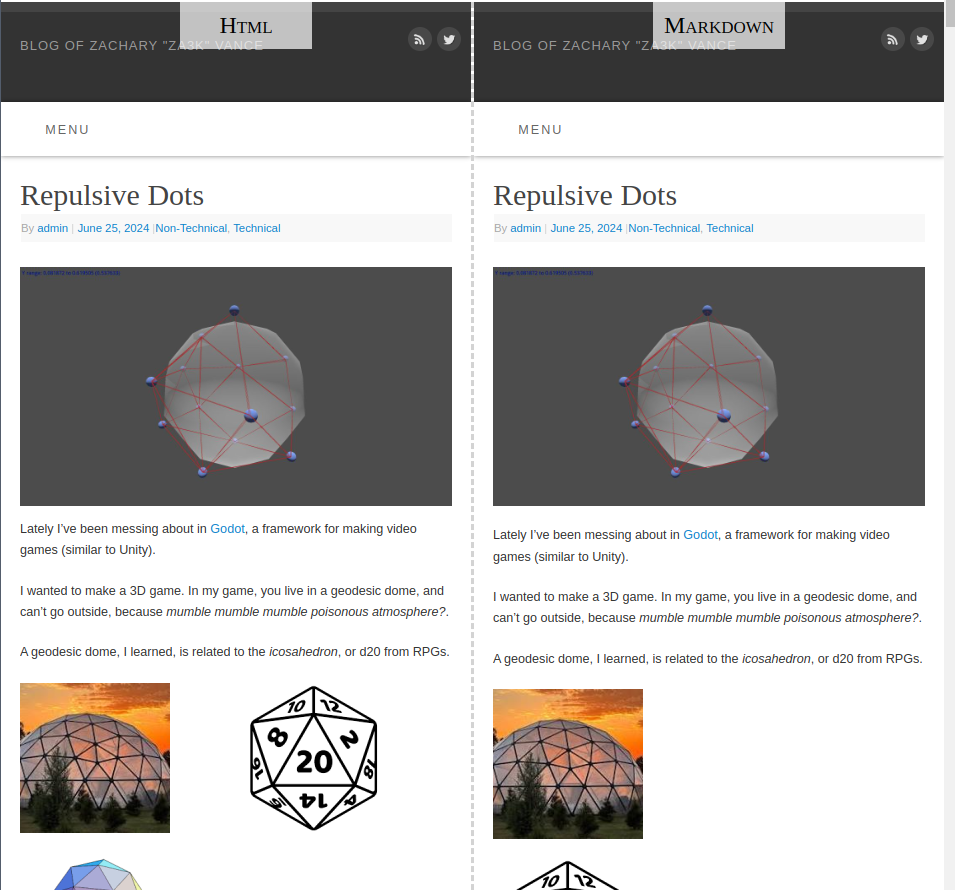 HTML
BLOG OF ZACHARY "ZA3K" VANCE
MENU
Repulsive Dots
By admin | June 25, 2024 |Non-Technical, Technical
Lately I’ve been messing about in Godot, a framework for making video
games (similar to Unity).
I wanted to make a 3D game. In my game, you live in a geodesic dome, and
can’t go outside, because mumble mumble mumble poisonous atmosphere?.
A geodesic dome, I learned, is related to the icosahedron, or d20 from RPGs.
10 12
8 2
20
16 18
14
4
MARKDOWN
BLOG OF ZACHARY "ZA3K" VANCE
MENU
Repulsive Dots
By admin | June 25, 2024 |Non-Technical, Technical
Lately I’ve been messing about in Godot, a framework for making video
games (similar to Unity).
I wanted to make a 3D game. In my game, you live in a geodesic dome, and
can’t go outside, because mumble mumble mumble poisonous atmosphere?.
A geodesic dome, I learned, is related to the icosahedron, or d20 from RPGs.
10 12